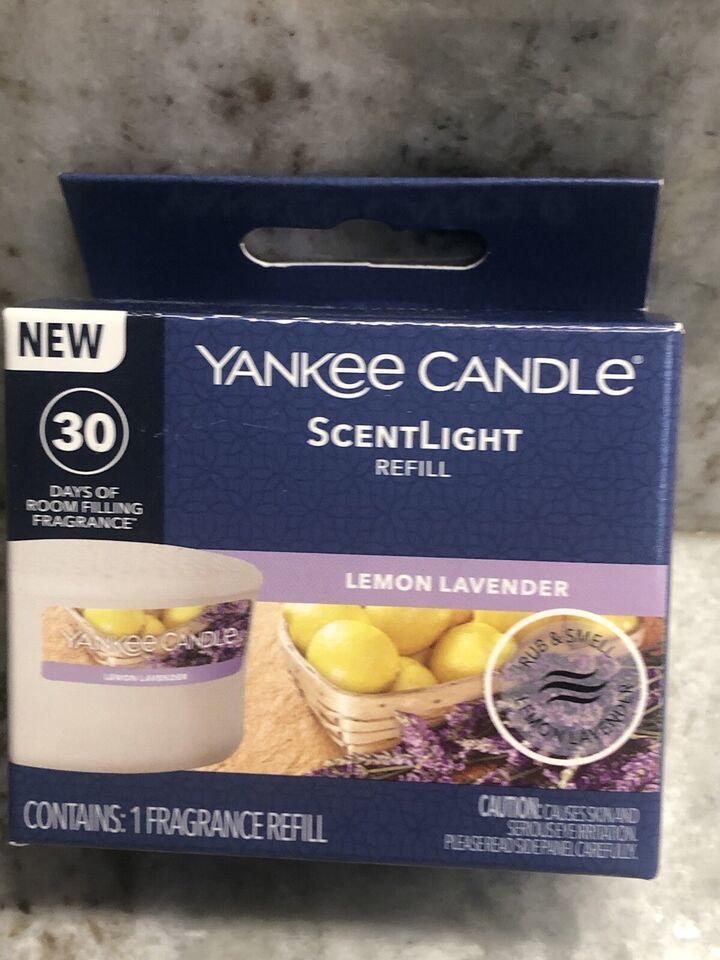 NEW
30
DAYS OF
ROOM FILLING
FRAGRANCE*
YANKEE CANDLE®
SCENTLIGHT
REFILL
LEMON LAVENDER
YANKEE CANDLE
LEMON LAVENDER
RUB & SMELL
LEMON LAVENDER
CONTAINS: 1 FRAGRANCE REFILL
CAUTION: CAUSES SKIN AND
SERIOUS EYE IRRITATION.
PLEASE READ SIDE PANEL CAREFULLY.